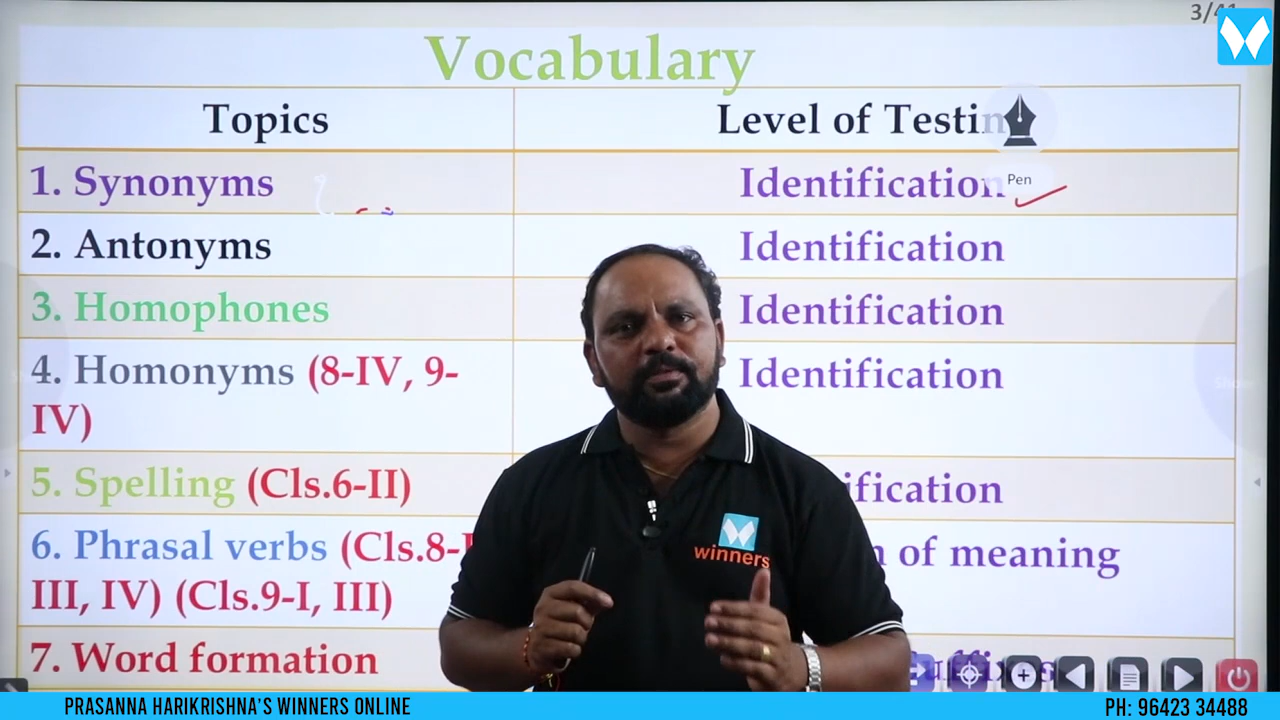 3/41
Vocabulary
Topics Level of Testin
Pen
1. Synonyms Identification
2. Antonyms Identification
3. Homophones Identification
4. Homonyms (8-IV, 9-
IV) Identification
5. Spelling (Cls.6-II) ification
6. Phrasal verbs (Cls.8-I
III, IV) (Cls.9-I, III) n of meaning
7. Word formation uffixes
winners
PRASANNA HARIKRISHNA'S WINNERS ONLINE PH: 96423 34488